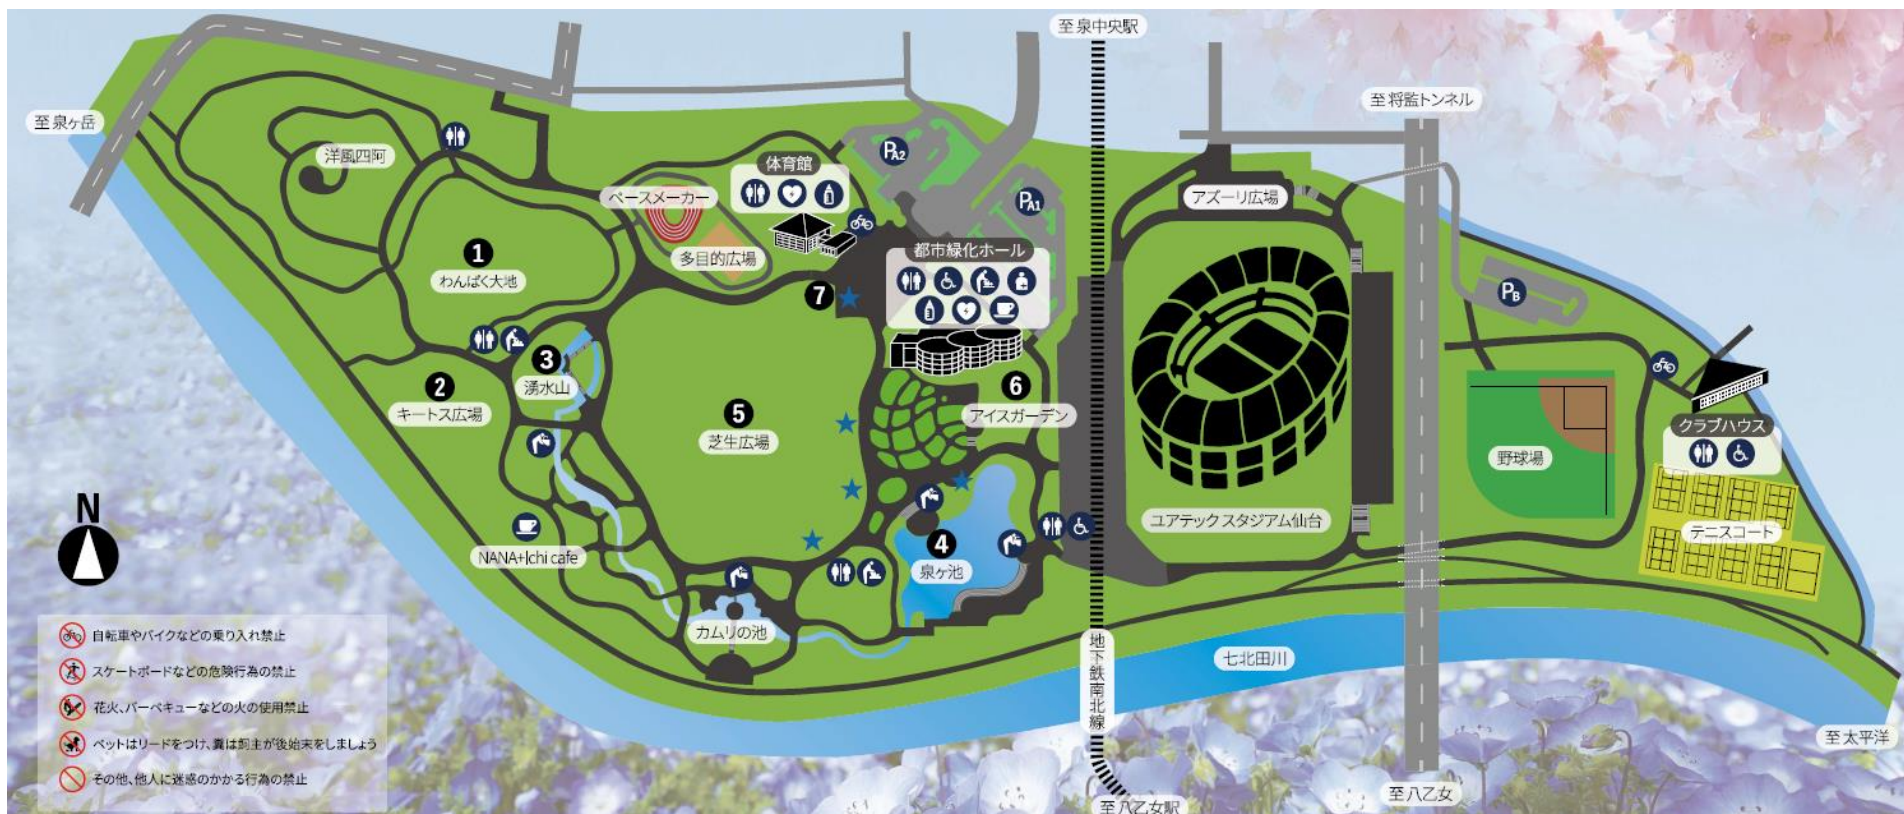 至 泉中央駅
至 将監トンネル
至 泉ヶ岳
洋風四阿
体育館
PA2
ペースメーカー
PA1
アズーリ広場
1
わんぱく大地
多目的広場
都市緑化ホール
7
PB
3
湧水山
2
キートス広場
6
アイスガーデン
5
芝生広場
クラブハウス
野球場
N
ユアテックスタジアム仙台
テニスコート
NANA+Ichi cafe
4
泉ヶ池
カムリの池
地下鉄南北線
七北田川
自転車やバイクなどの乗り入れ禁止
スケートボードなどの危険行為の禁止
花火、バーベキューなどの火の使用禁止
ペットはリードをつけ、糞は飼主が後始末をしましょう
その他、他人に迷惑のかかる行為の禁止
至 太平洋
至 八乙女
至 八乙女駅